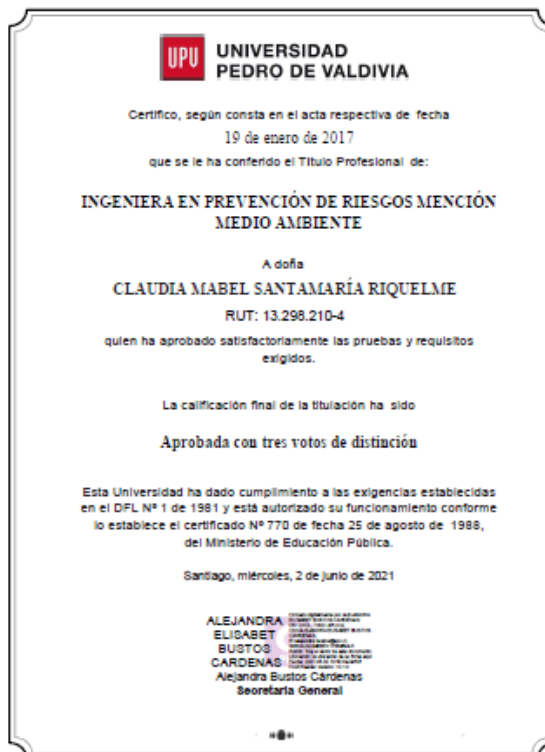 UPV UNIVERSIDAD
PEDRO DE VALDIVIA
Certifico, según consta en el acta respectiva de fecha
19 de enero de 2017
que se le ha conferido el Título Profesional de:
INGENIERA EN PREVENCIÓN DE RIESGOS MENCIÓN
MEDIO AMBIENTE
A doña
CLAUDIA MABEL SANTAMARÍA RIQUELME
RUT: 13.298.210-4
quien ha aprobado satisfactoriamente las pruebas y requisitos
exigidos.
La calificación final de la titulación ha sido
Aprobada con tres votos de distinción
Esta Universidad ha dado cumplimiento a las exigencias establecidas
en el DFL Nº 1 de 1981 y está autorizado su funcionamiento conforme
lo establece el certificado Nº 770 de fecha 25 de agosto de 1988,
del Ministerio de Educación Pública.
Santiago, miércoles, 2 de junio de 2021
ALEJANDRA
ELISABET
BUSTOS
CARDENAS
Alejandra Bustos Cárdenas
Secretaria General